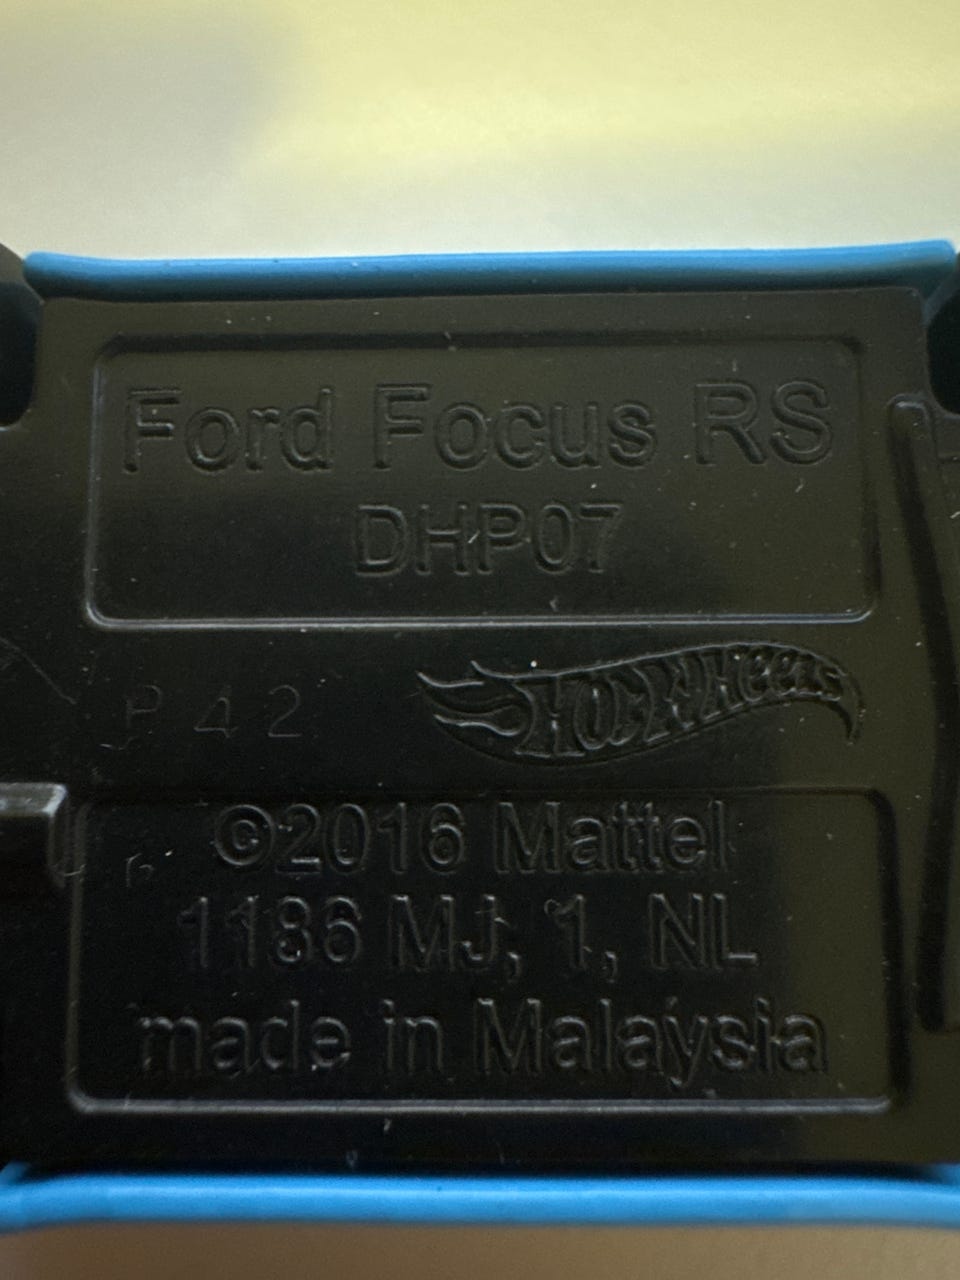 Ford Focus RS
DHP07
P 4 2
Hot Wheels
©2016 Mattel
1186 MJ, 1, NL
made in Malaysia